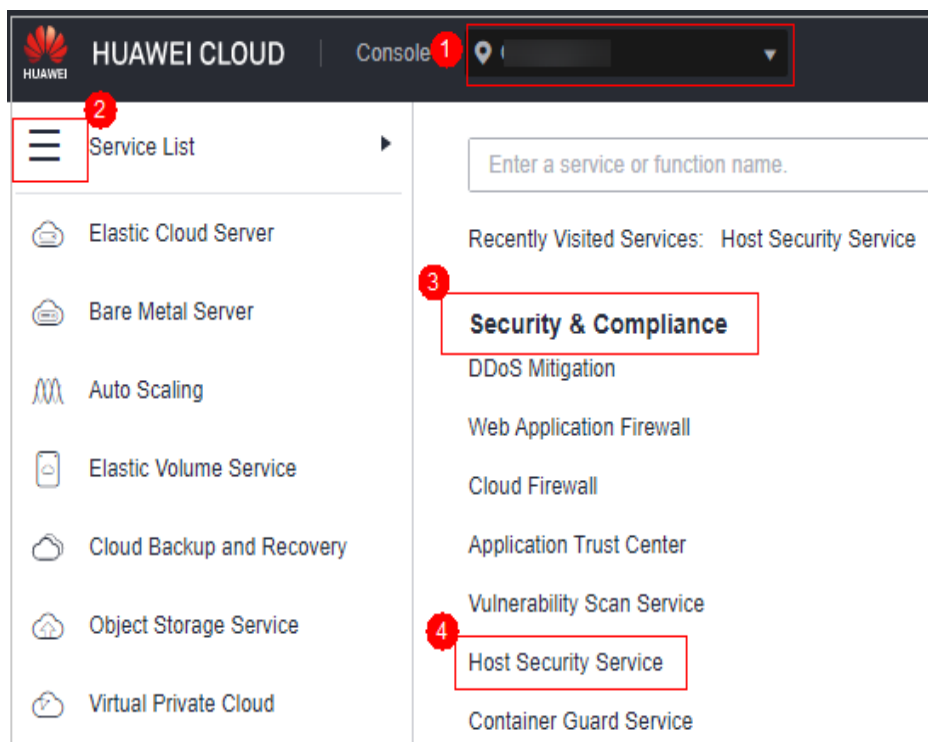 HUAWEI
HUAWEI CLOUD
Console
1
2
Service List
Elastic Cloud Server
Bare Metal Server
Auto Scaling
Elastic Volume Service
Cloud Backup and Recovery
Object Storage Service
Virtual Private Cloud
Enter a service or function name.
Recently Visited Services: Host Security Service
3
Security & Compliance
DDoS Mitigation
Web Application Firewall
Cloud Firewall
Application Trust Center
Vulnerability Scan Service
4
Host Security Service
Container Guard Service